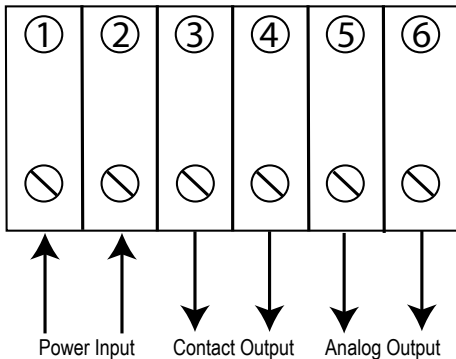 ① ② ③ ④ ⑤ ⑥
Power Input Contact Output Analog Output